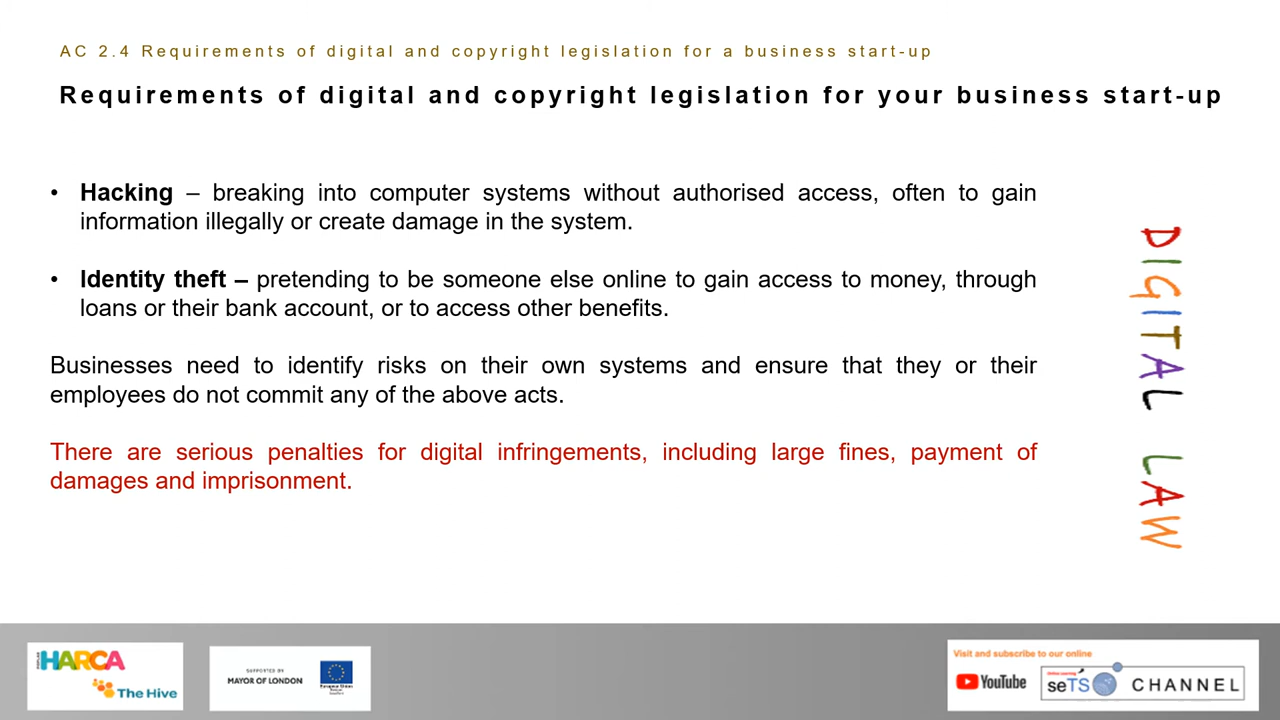 AC 2.4 Requirements of digital and copyright legislation for a business start-up
Requirements of digital and copyright legislation for your business start-up
• Hacking – breaking into computer systems without authorised access, often to gain
information illegally or create damage in the system.
• Identity theft – pretending to be someone else online to gain access to money, through
loans or their bank account, or to access other benefits.
Businesses need to identify risks on their own systems and ensure that they or their
employees do not commit any of the above acts.
There are serious penalties for digital infringements, including large fines, payment of
damages and imprisonment.
DIGITAL LAW
HARCA
The Hive
SUPPORTED BY
MAYOR OF LONDON
European Union
Visit and subscribe to our online
YouTube
seTS CHANNEL